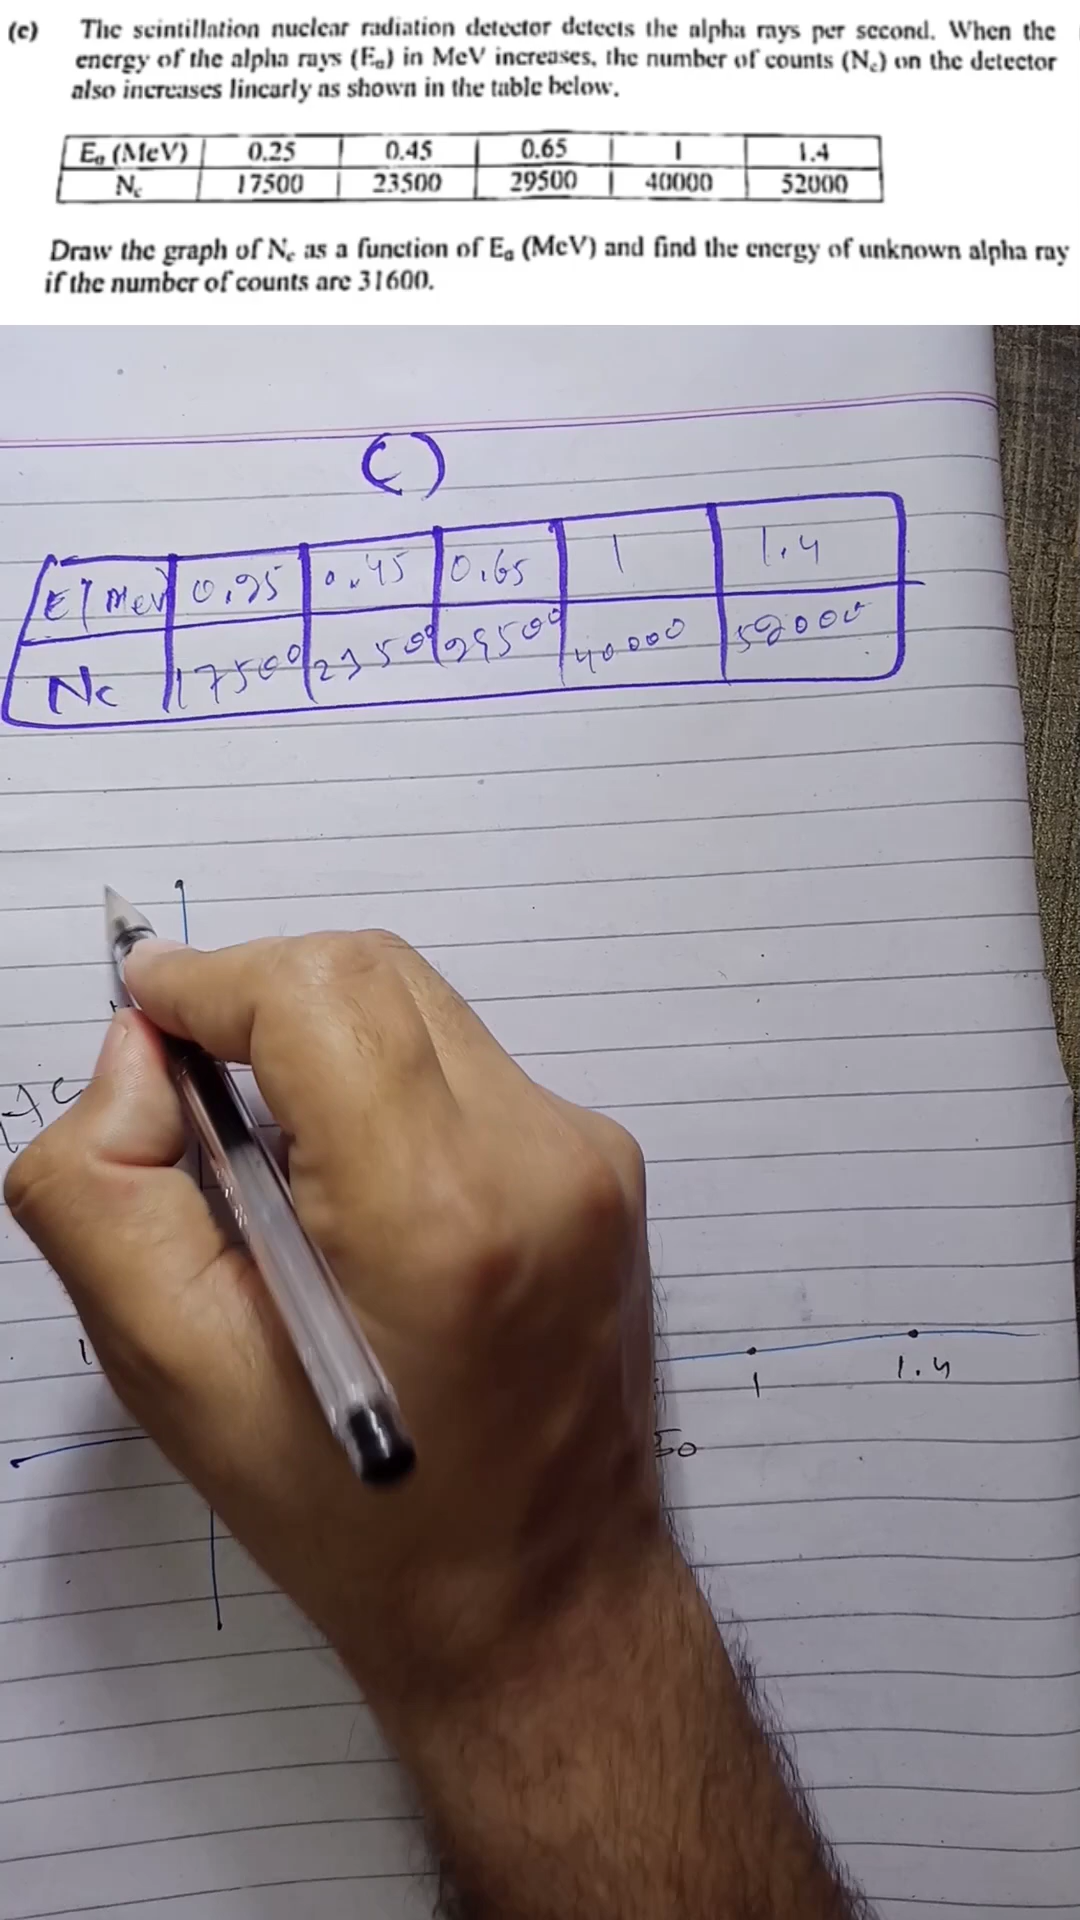 (c) The scintillation nuclear radiation detector detects the alpha rays per second. When the
energy of the alpha rays (Eα) in MeV increases, the number of counts (Nc) on the detector
also increases linearly as shown in the table below.
Eα (MeV) 0.25 0.45 0.65 1 1.4
Nc 17500 23500 29500 40000 52000
Draw the graph of Nc as a function of Eα (MeV) and find the energy of unknown alpha ray
if the number of counts are 31600.
(C)
E(Mev) 0.25 0.45 0.65 1 1.4
Nc 17500 23500 29500 40000 52000
1
1.4
50